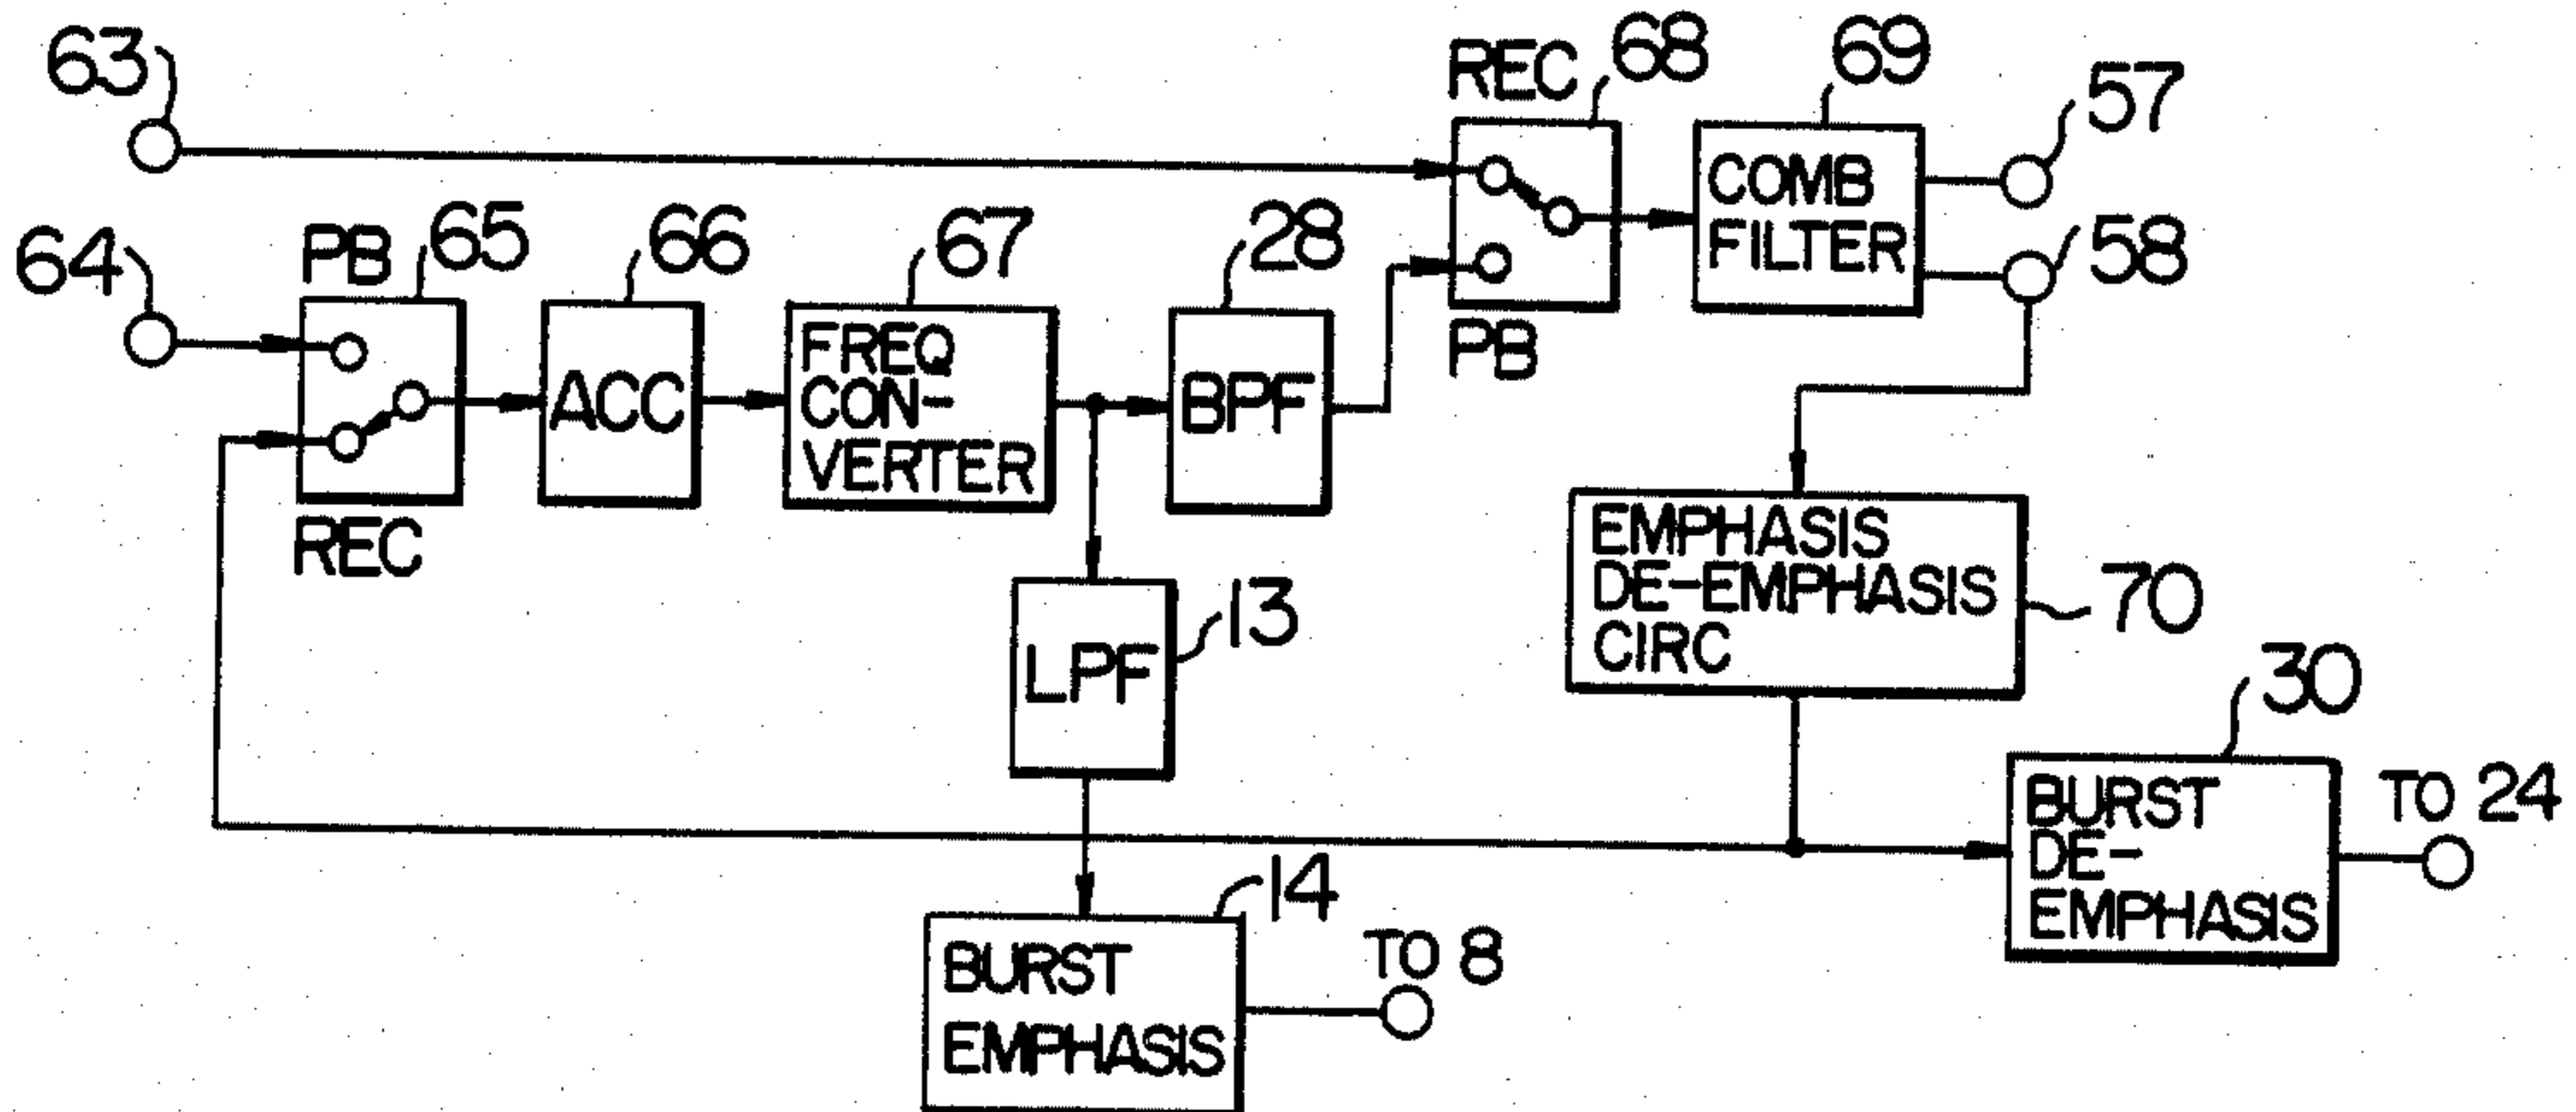 63
REC
68
69
57
64
PB
65
66
67
28
COMB
FILTER
58
FREQ
CON-
VERTER
ACC
BPF
PB
REC
LPF
13
EMPHASIS
DE-EMPHASIS
CIRC
70
30
BURST
DE-
EMPHASIS
TO 24
14
BURST
EMPHASIS
TO 8